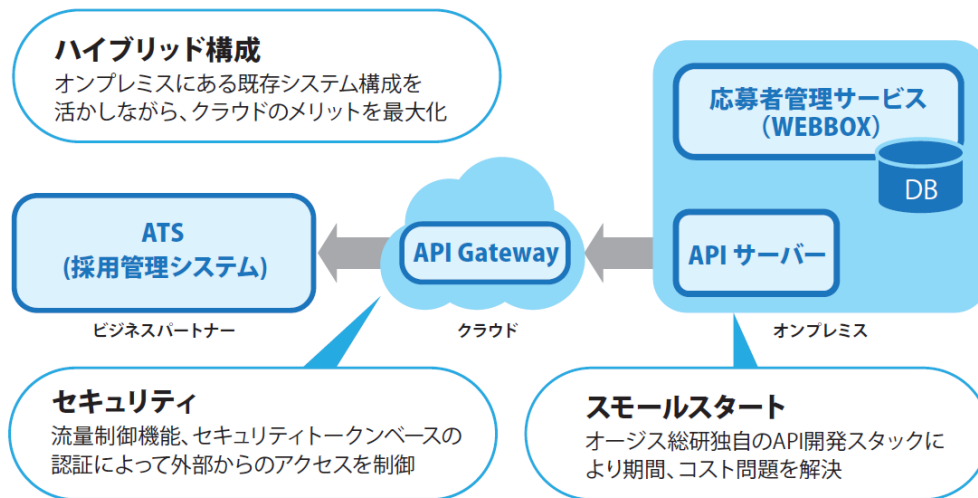 ハイブリッド構成
オンプレミスにある既存システム構成を
活かしながら、クラウドのメリットを最大化
応募者管理サービス
（WEBBOX）
DB
ATS
(採用管理システム)
API Gateway
API サーバー
ビジネスパートナー
クラウド
オンプレミス
セキュリティ
流量制御機能、セキュリティトークンベースの
認証によって外部からのアクセスを制御
スモールスタート
オージス総研独自のAPI開発スタックに
より期間、コスト問題を解決